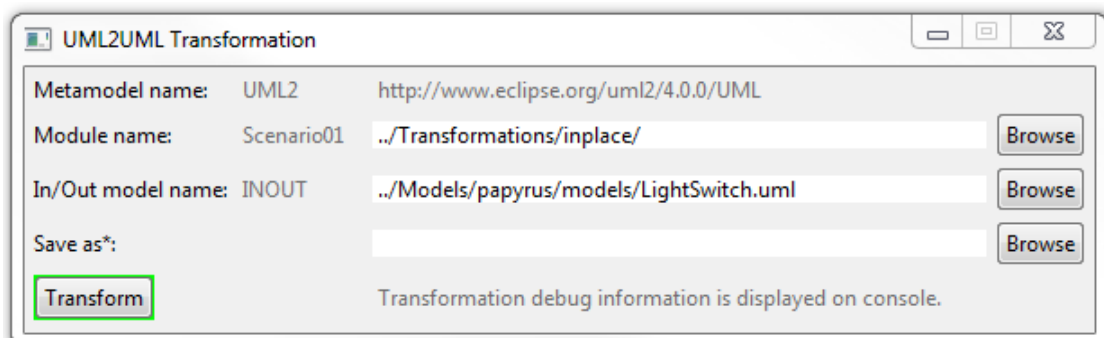 UML2UML Transformation
Metamodel name: UML2 http://www.eclipse.org/uml2/4.0.0/UML
Module name: Scenario01 ../Transformations/inplace/ Browse
In/Out model name: INOUT ../Models/papyrus/models/LightSwitch.uml Browse
Save as*: Browse
Transform Transformation debug information is displayed on console.